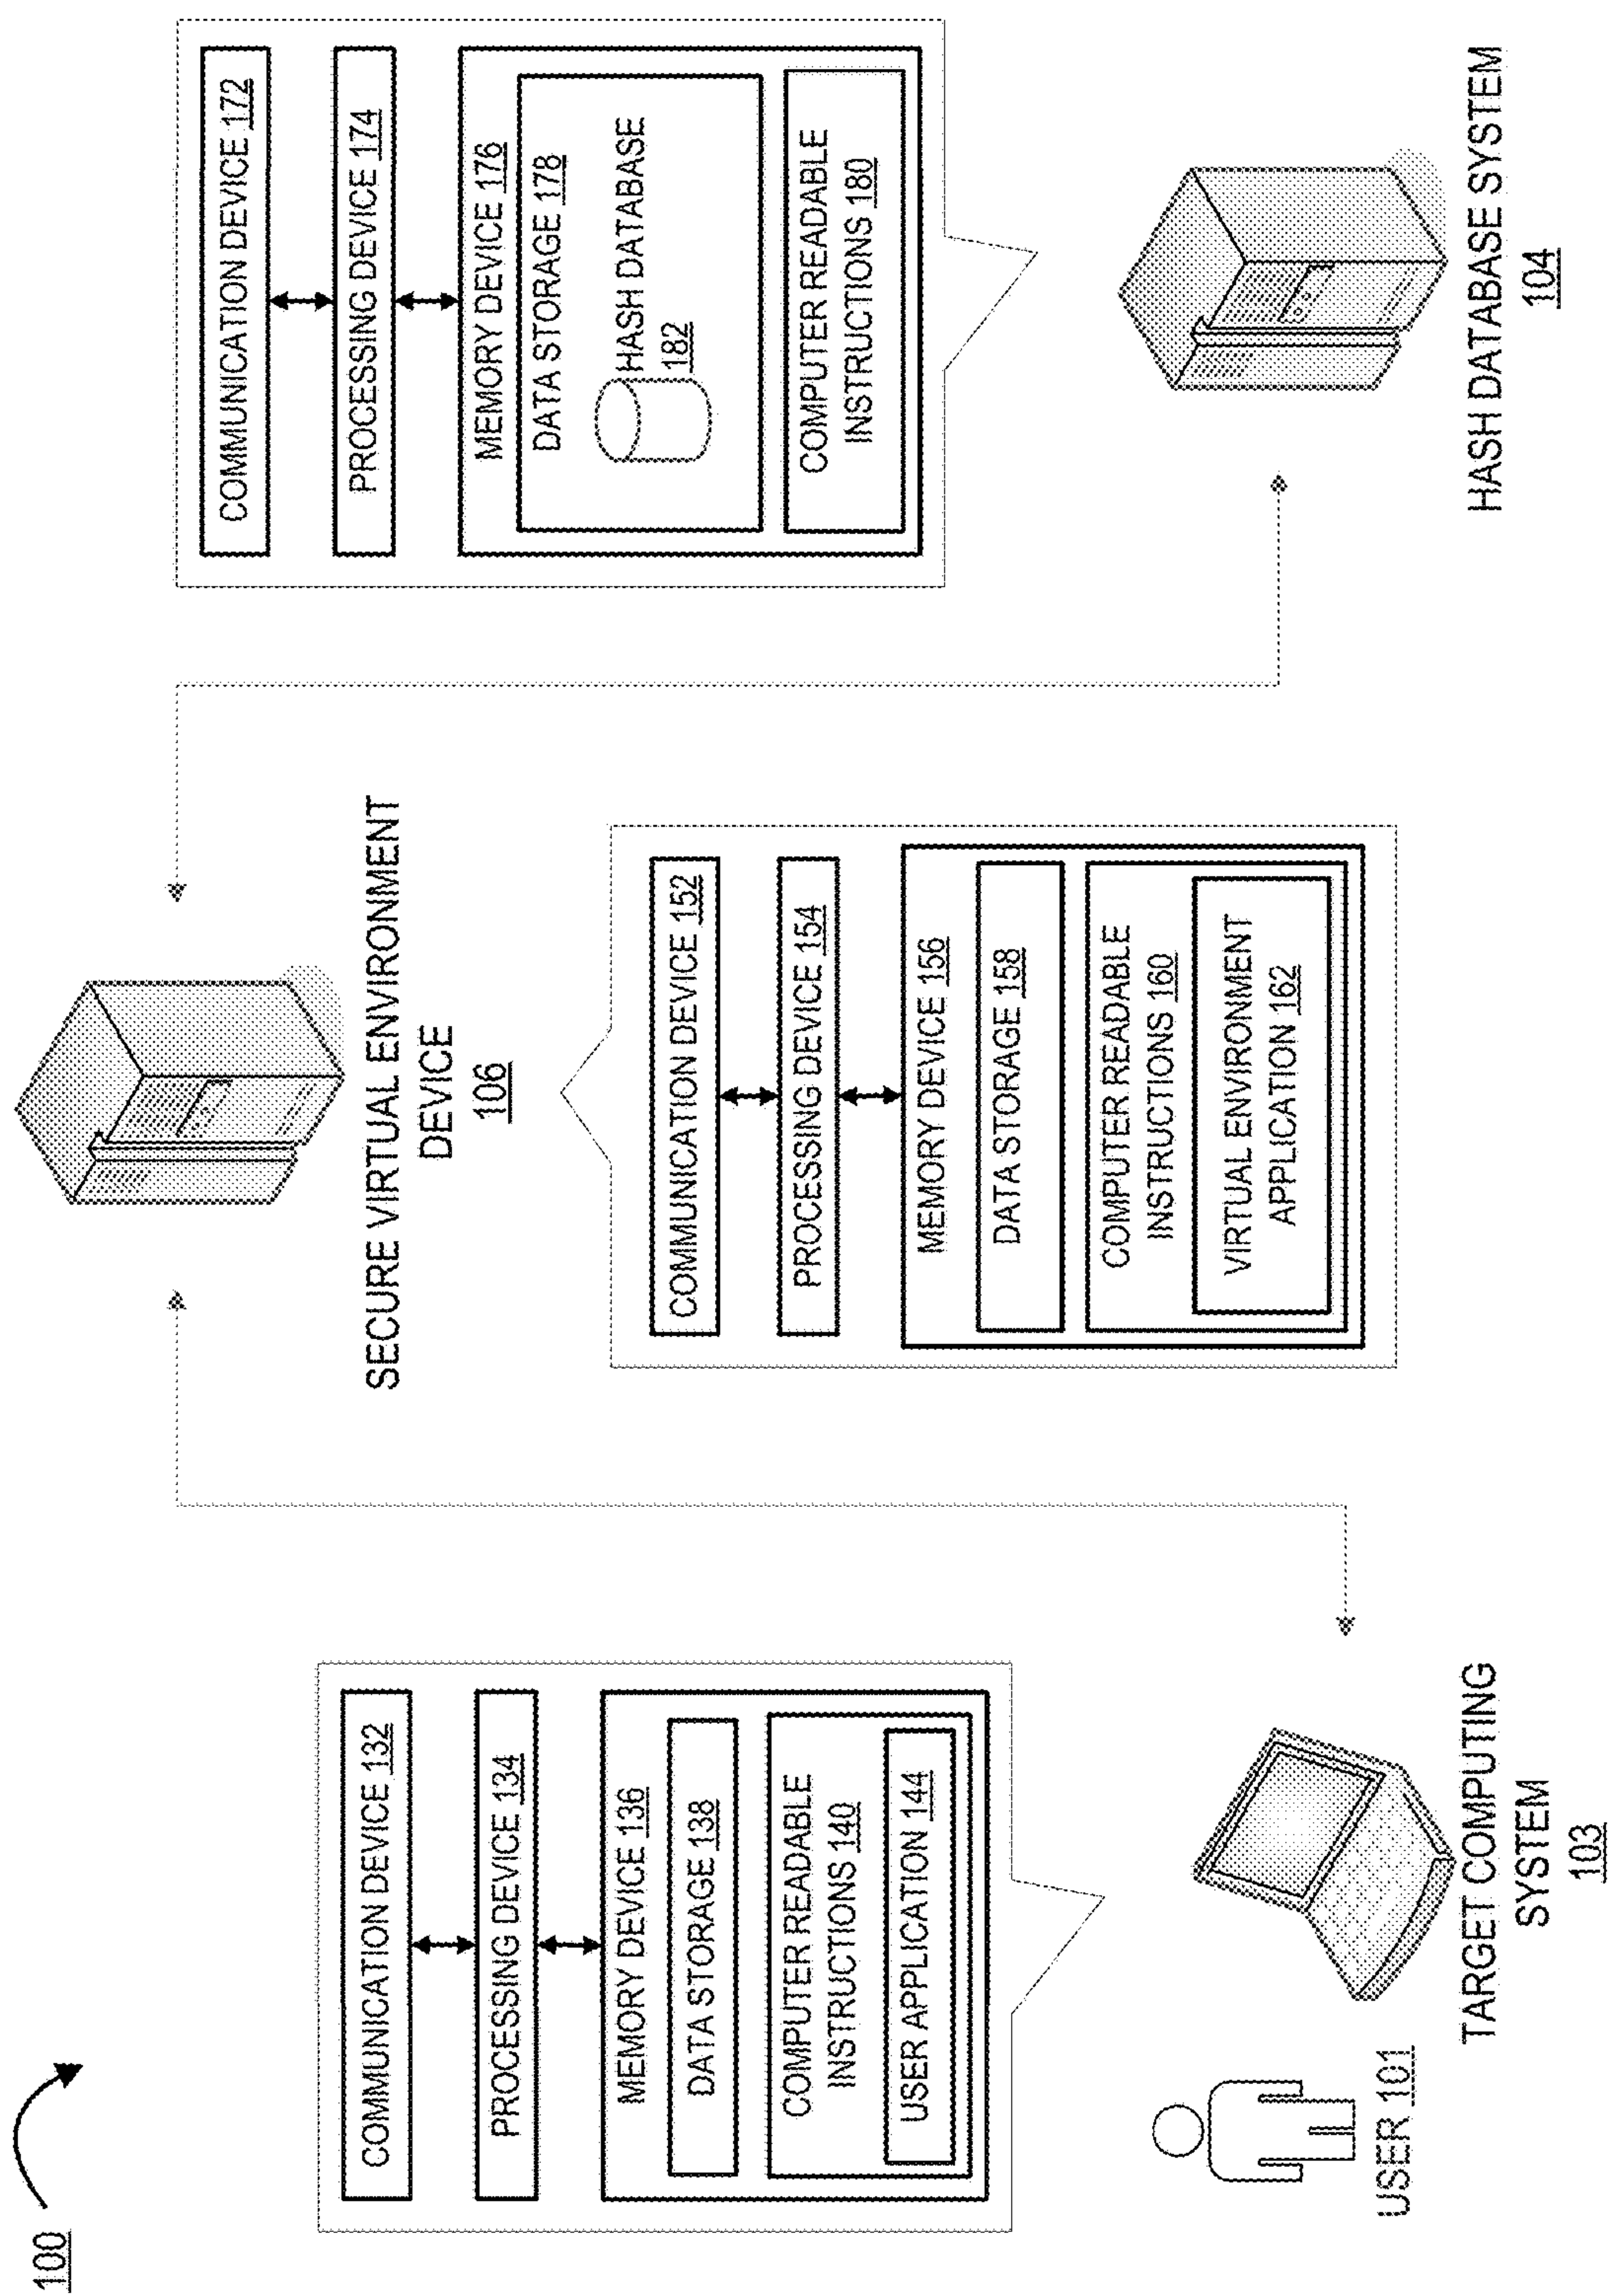 100
COMMUNICATION DEVICE 132
PROCESSING DEVICE 134
MEMORY DEVICE 136
DATA STORAGE 138
COMPUTER READABLE
INSTRUCTIONS 140
USER APPLICATION 144
USER 101
TARGET COMPUTING
SYSTEM
103
SECURE VIRTUAL ENVIRONMENT
DEVICE
106
COMMUNICATION DEVICE 152
PROCESSING DEVICE 154
MEMORY DEVICE 156
DATA STORAGE 158
COMPUTER READABLE
INSTRUCTIONS 160
VIRTUAL ENVIRONMENT
APPLICATION 162
COMMUNICATION DEVICE 172
PROCESSING DEVICE 174
MEMORY DEVICE 176
DATA STORAGE 178
HASH DATABASE
182
COMPUTER READABLE
INSTRUCTIONS 180
HASH DATABASE SYSTEM
104